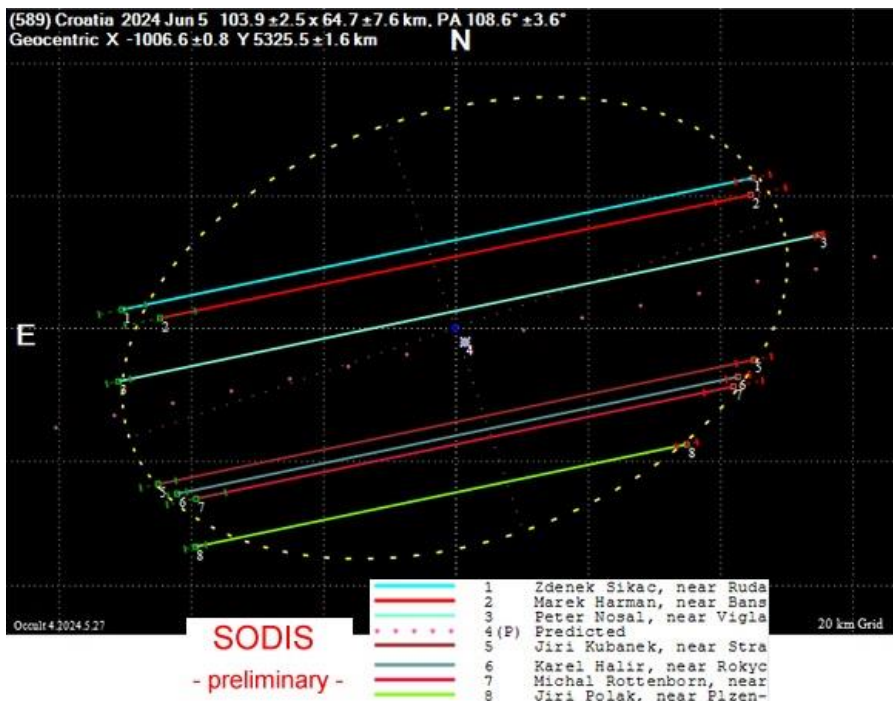 (589) Croatia 2024 Jun 5 103.9 ±2.5 x 64.7 ±7.6 km, PA 108.6° ±3.6°
Geocentric X -1006.6 ±0.8 Y 5325.5 ±1.6 km
N
1
2
3
E
1
2
3
4
5
6
7
5
6
7
8
8
Occult 4.2024.5.27
20 km Grid
SODIS
- preliminary -
1 Zdenek Sikac, near Ruda
2 Marek Harman, near Bans
3 Peter Nosal, near Vigla
4 (P) Predicted
5 Jiri Kubanek, near Stra
6 Karel Halir, near Rokyc
7 Michal Rottenborn, near
8 Jiri Polak, near Plzen-